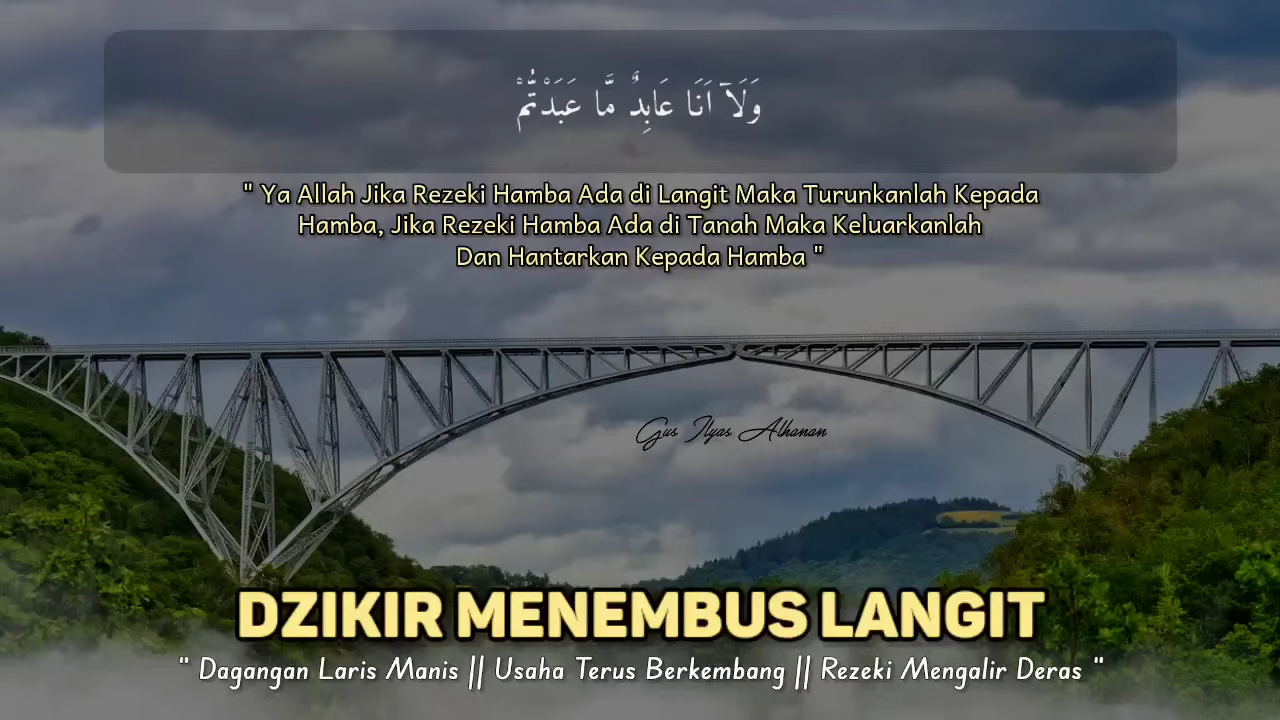 وَلَآ اَنَا عَابِدٌ مَّا عَبَدْتُّمْ
" Ya Allah Jika Rezeki Hamba Ada di Langit Maka Turunkanlah Kepada
Hamba, Jika Rezeki Hamba Ada di Tanah Maka Keluarkanlah
Dan Hantarkan Kepada Hamba "
Gus Ilyas Alhanan
DZIKIR MENEMBUS LANGIT
" Dagangan Laris Manis || Usaha Terus Berkembang || Rezeki Mengalir Deras "